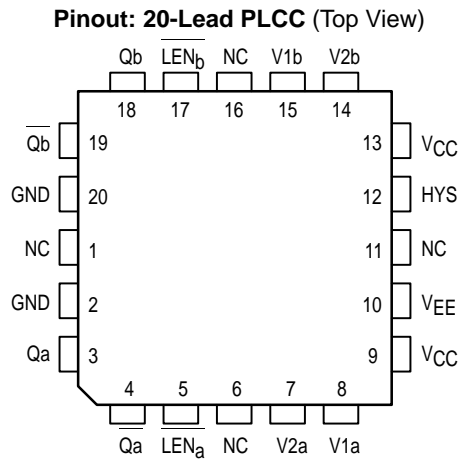 Pinout: 20-Lead PLCC (Top View)
Qb LENb NC V1b V2b
18 17 16 15 14
Qb 19 13 VCC
GND 20 12 HYS
NC 1 11 NC
GND 2 10 VEE
Qa 3 9 VCC
4 5 6 7 8
Qa LENa NC V2a V1a